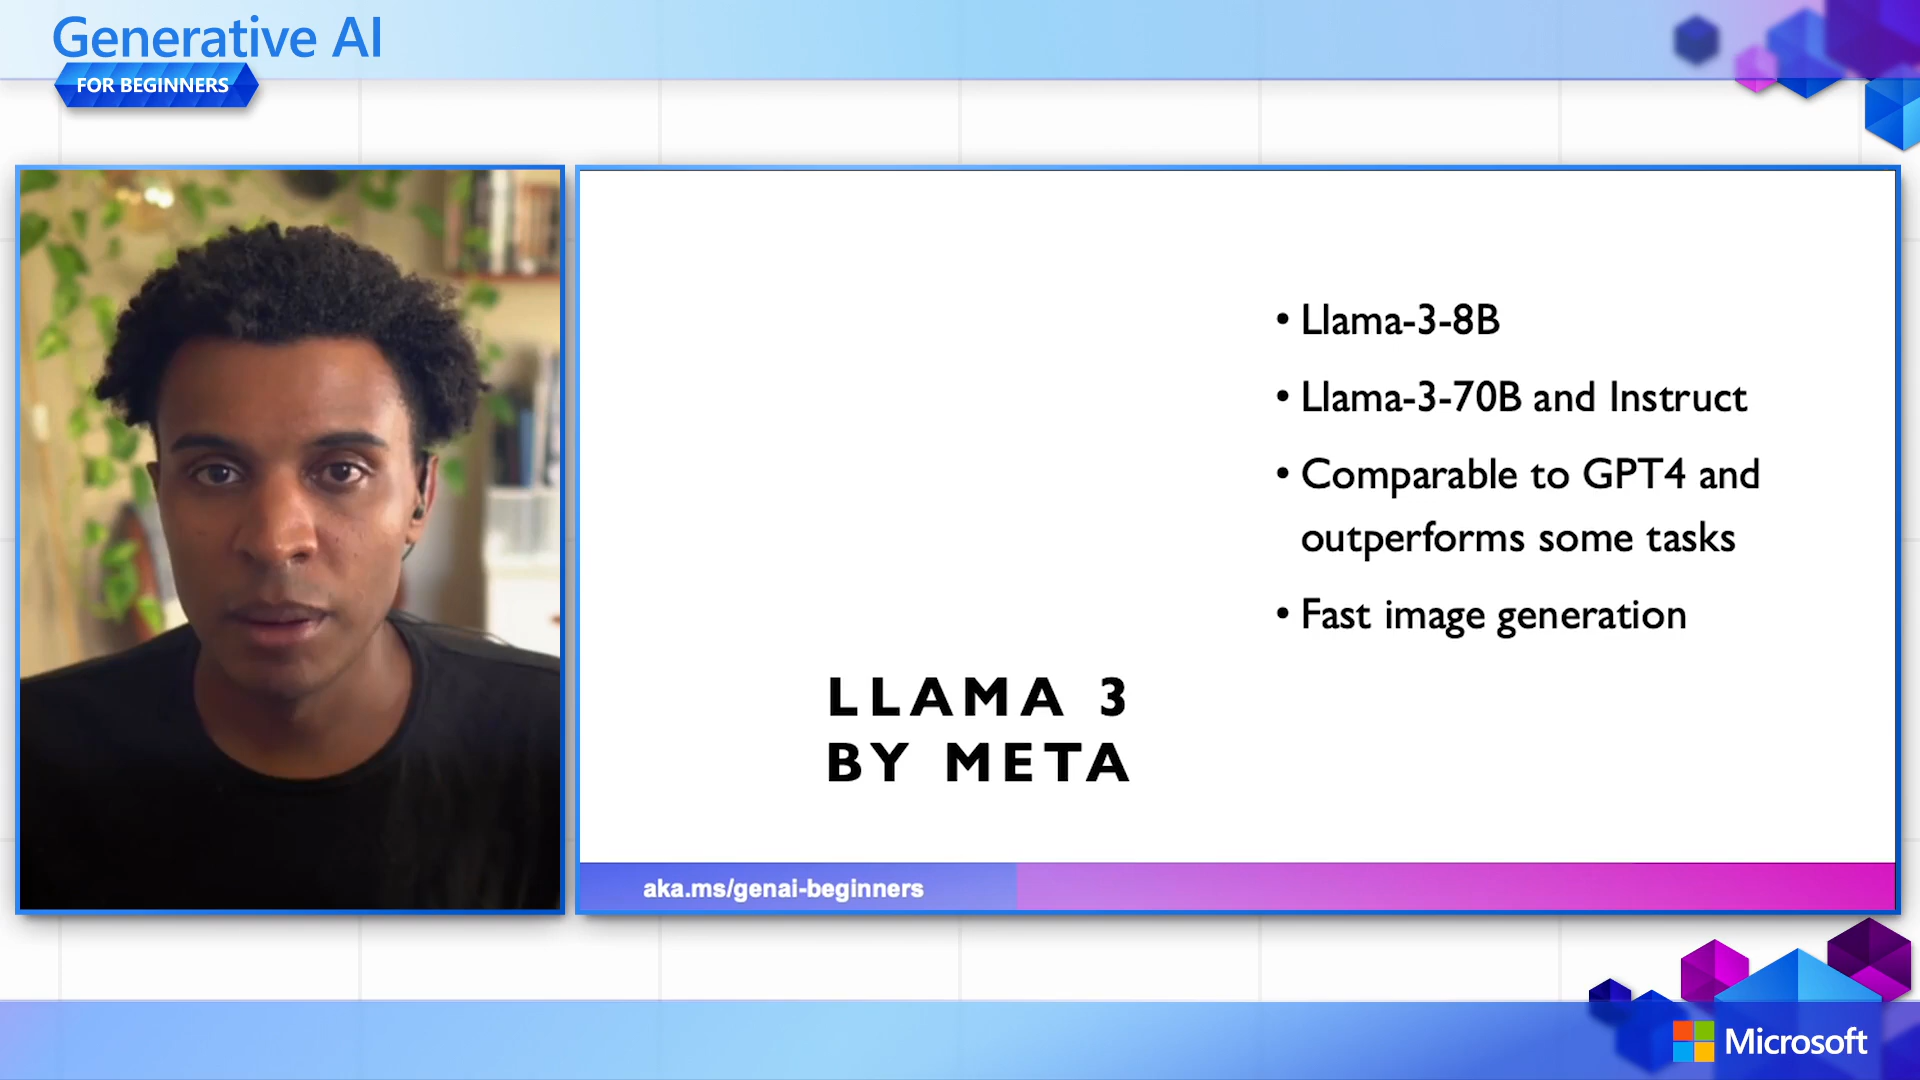 Generative AI
FOR BEGINNERS
• Llama-3-8B
• Llama-3-70B and Instruct
• Comparable to GPT4 and
outperforms some tasks
• Fast image generation
LLAMA 3
BY META
aka.ms/genai-beginners
Microsoft